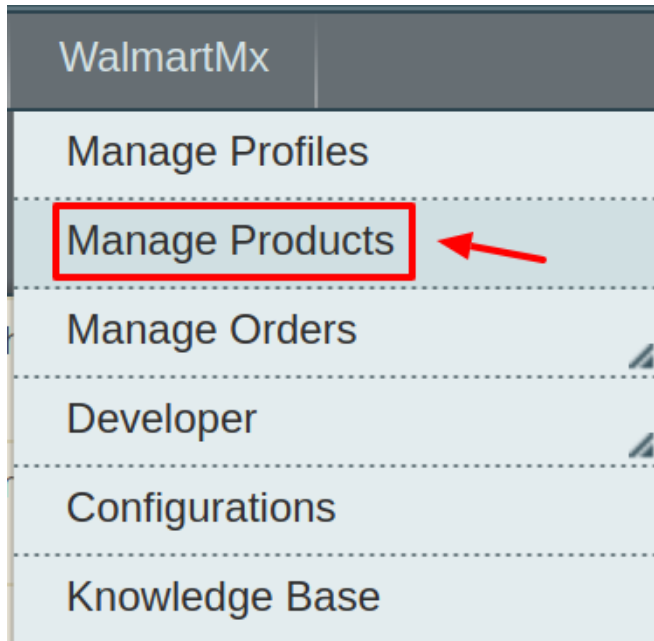 WalmartMx
Manage Profiles
Manage Products
Manage Orders
Developer
Configurations
Knowledge Base